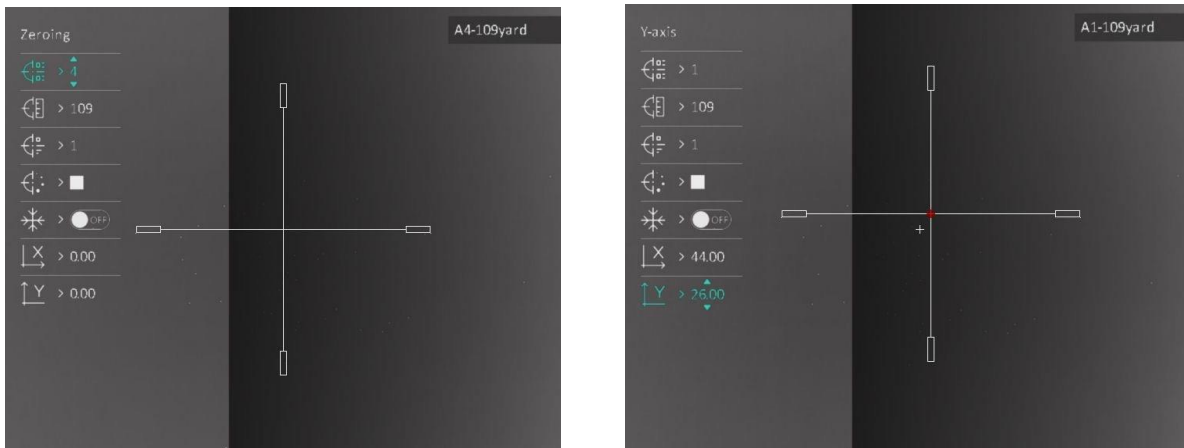 Zeroing
A4-109yard
> 4
> 109
> 1
> OFF
X > 0.00
Y > 0.00
Y-axis
A1-109yard
> 1
> 109
> 1
> OFF
X > 44.00
Y > 26.00